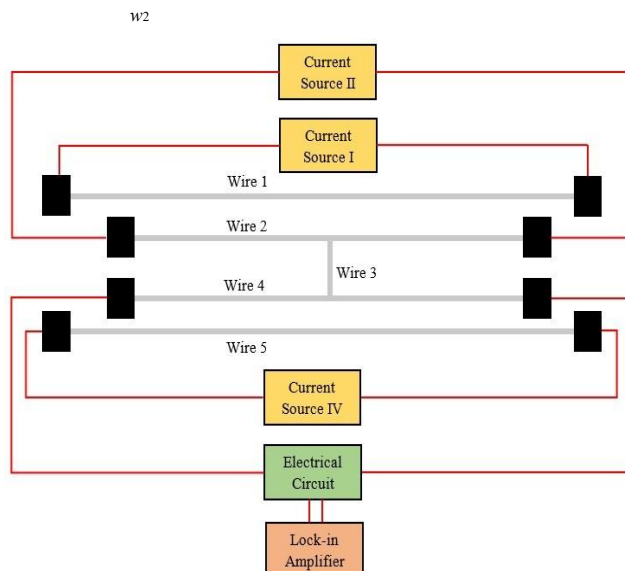 w2
Current
Source II
Current
Source I
Wire 1
Wire 2
Wire 3
Wire 4
Wire 5
Current
Source IV
Electrical
Circuit
Lock-in
Amplifier